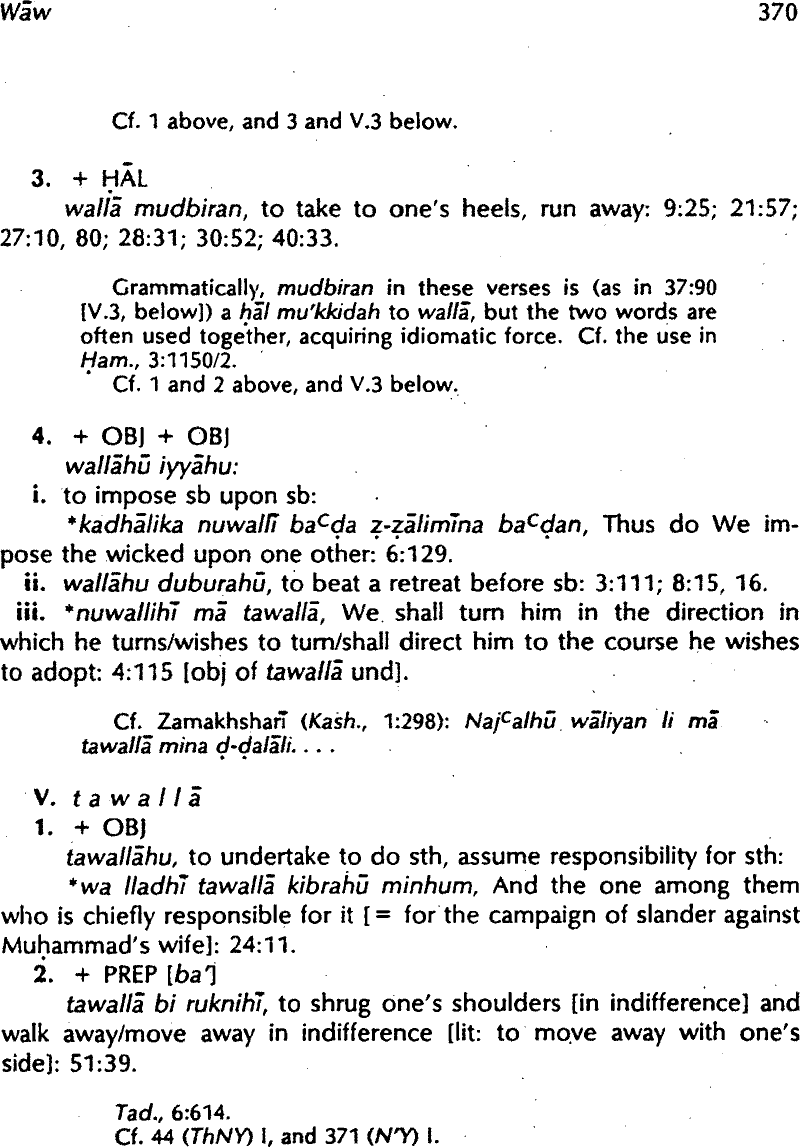 Wāw 370
Cf. 1 above, and 3 and V.3 below.
3. + ḤĀL
wallā mudbiran, to take to one's heels, run away: 9:25; 21:57;
27:10, 80; 28:31; 30:52; 40:33.
Grammatically, mudbiran in these verses is (as in 37:90
[V.3, below]) a ḥāl mu'kkidah to wallā, but the two words are
often used together, acquiring idiomatic force. Cf. the use in
Ḥam., 3:1150/2.
Cf. 1 and 2 above, and V.3 below.
4. + OBJ + OBJ
wallāhū iyyāhu:
i. to impose sb upon sb:
*kadhālika nuwallī baᶜḍa ẓ-ẓālimīna baᶜḍan, Thus do We im-
pose the wicked upon one other: 6:129.
ii. wallāhu duburahū, to beat a retreat before sb: 3:111; 8:15, 16.
iii. *nuwallihī mā tawallā, We shall turn him in the direction in
which he turns/wishes to turn/shall direct him to the course he wishes
to adopt: 4:115 [obj of tawallā und].
Cf. Zamakhsharī (Kash., 1:298): Najᶜalhū wāliyan li mā
tawallā mina ḍ-ḍalāli. . . .
V. t a w a l l ā
1. + OBJ
tawallāhu, to undertake to do sth, assume responsibility for sth:
*wa lladhī tawallā kibrahū minhum, And the one among them
who is chiefly responsible for it [= for the campaign of slander against
Muḥammad's wife]: 24:11.
2. + PREP [ba']
tawallā bi ruknihī, to shrug one's shoulders [in indifference] and
walk away/move away in indifference [lit: to move away with one's
side]: 51:39.
Tad., 6:614.
Cf. 44 (ThNY) I, and 371 (N'Y) I.